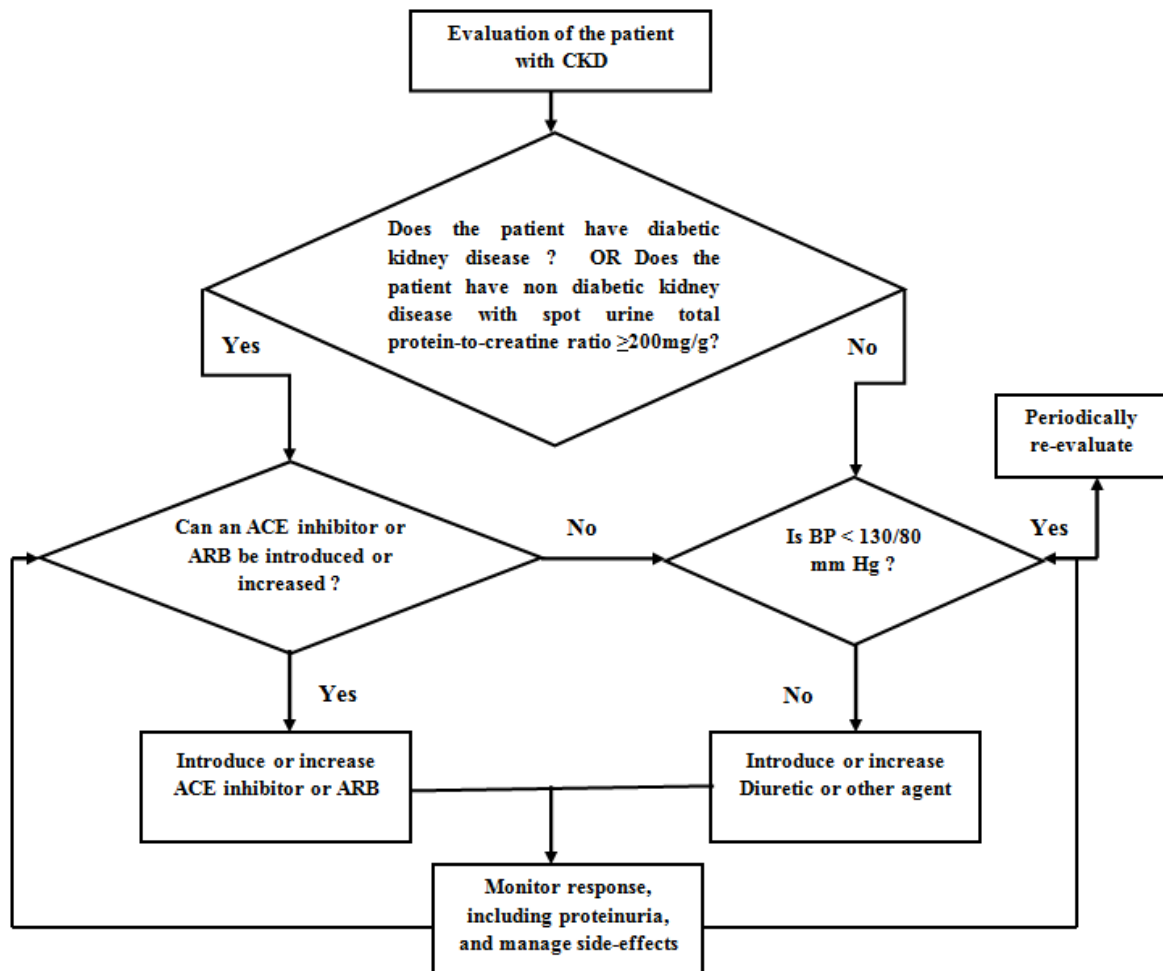 Evaluation of the patient
with CKD
Does the patient have diabetic
kidney disease ? OR Does the
patient have non diabetic kidney
disease with spot urine total
protein-to-creatine ratio ≥200mg/g?
Yes
No
Periodically
re-evaluate
Can an ACE inhibitor or
ARB be introduced or
increased ?
No
Is BP < 130/80
mm Hg ?
Yes
Yes
No
Introduce or increase
ACE inhibitor or ARB
Introduce or increase
Diuretic or other agent
Monitor response,
including proteinuria,
and manage side-effects